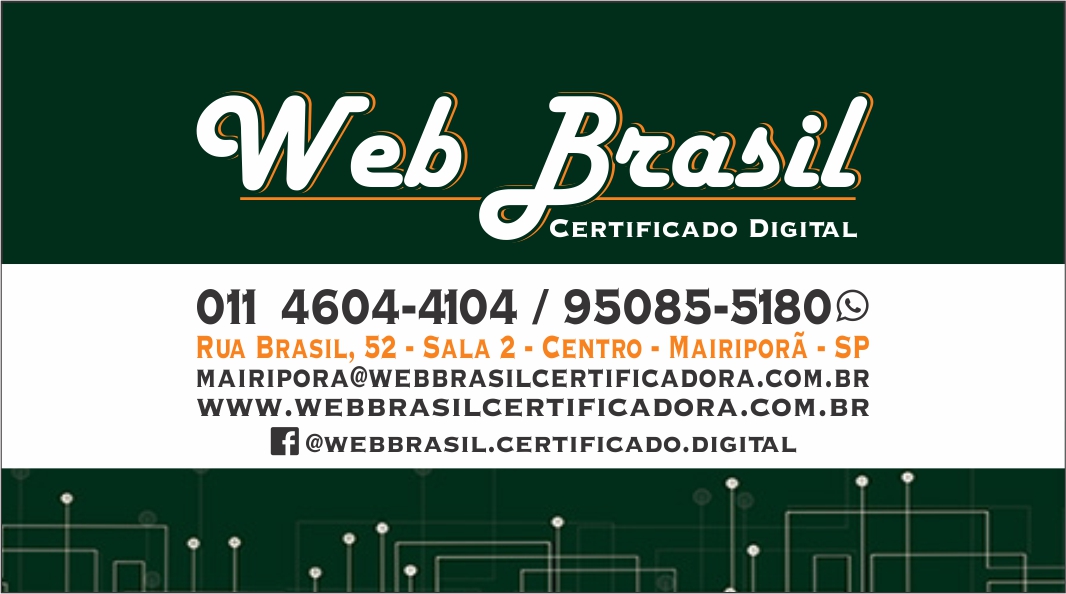 Web Brasil
Certificado Digital
011 4604-4104 / 95085-5180
Rua Brasil, 52 - Sala 2 - Centro - Mairiporã - SP
mairipora@webbrasilcertificadora.com.br
www.webbrasilcertificadora.com.br
@webbrasil.certificado.digital